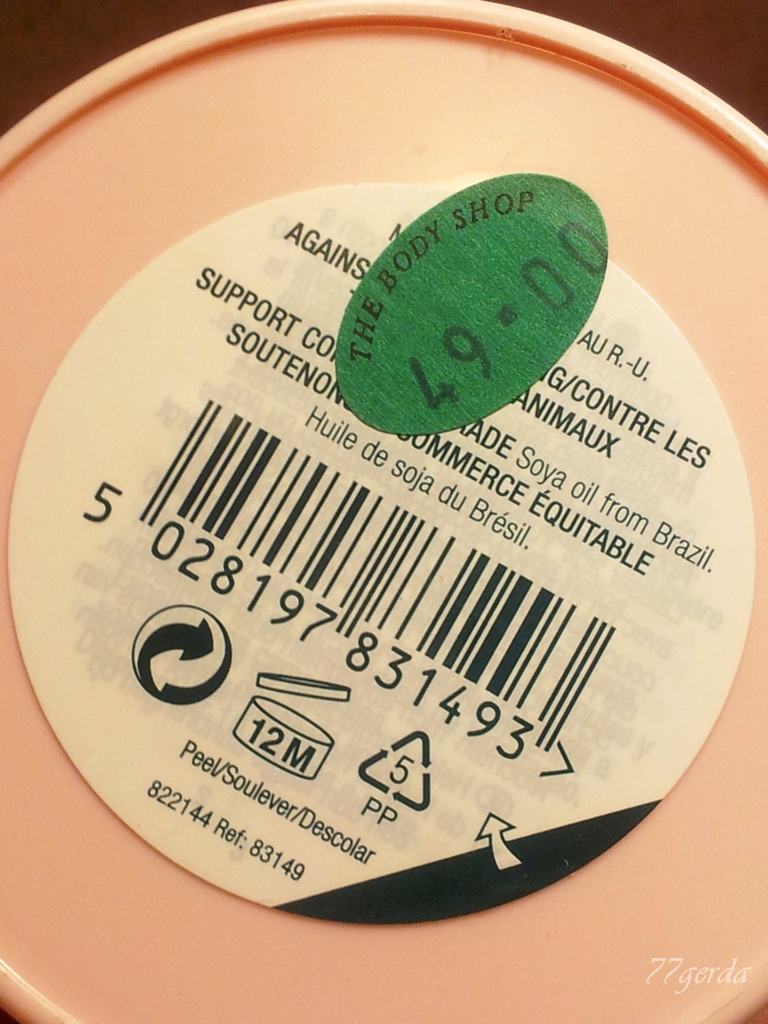 THE BODY SHOP
49.00
AU R.-U.
AGAINS G/CONTRE LES
ANIMAUX
SUPPORT CO ADE Soya oil from Brazil.
SOUTENON COMMERCE ÉQUITABLE
Huile de soja du Brésil.
5 028197 831493 >
12M
5
PP
Peel/Soulever/Descolar
822144 Ref: 83149
77gerda